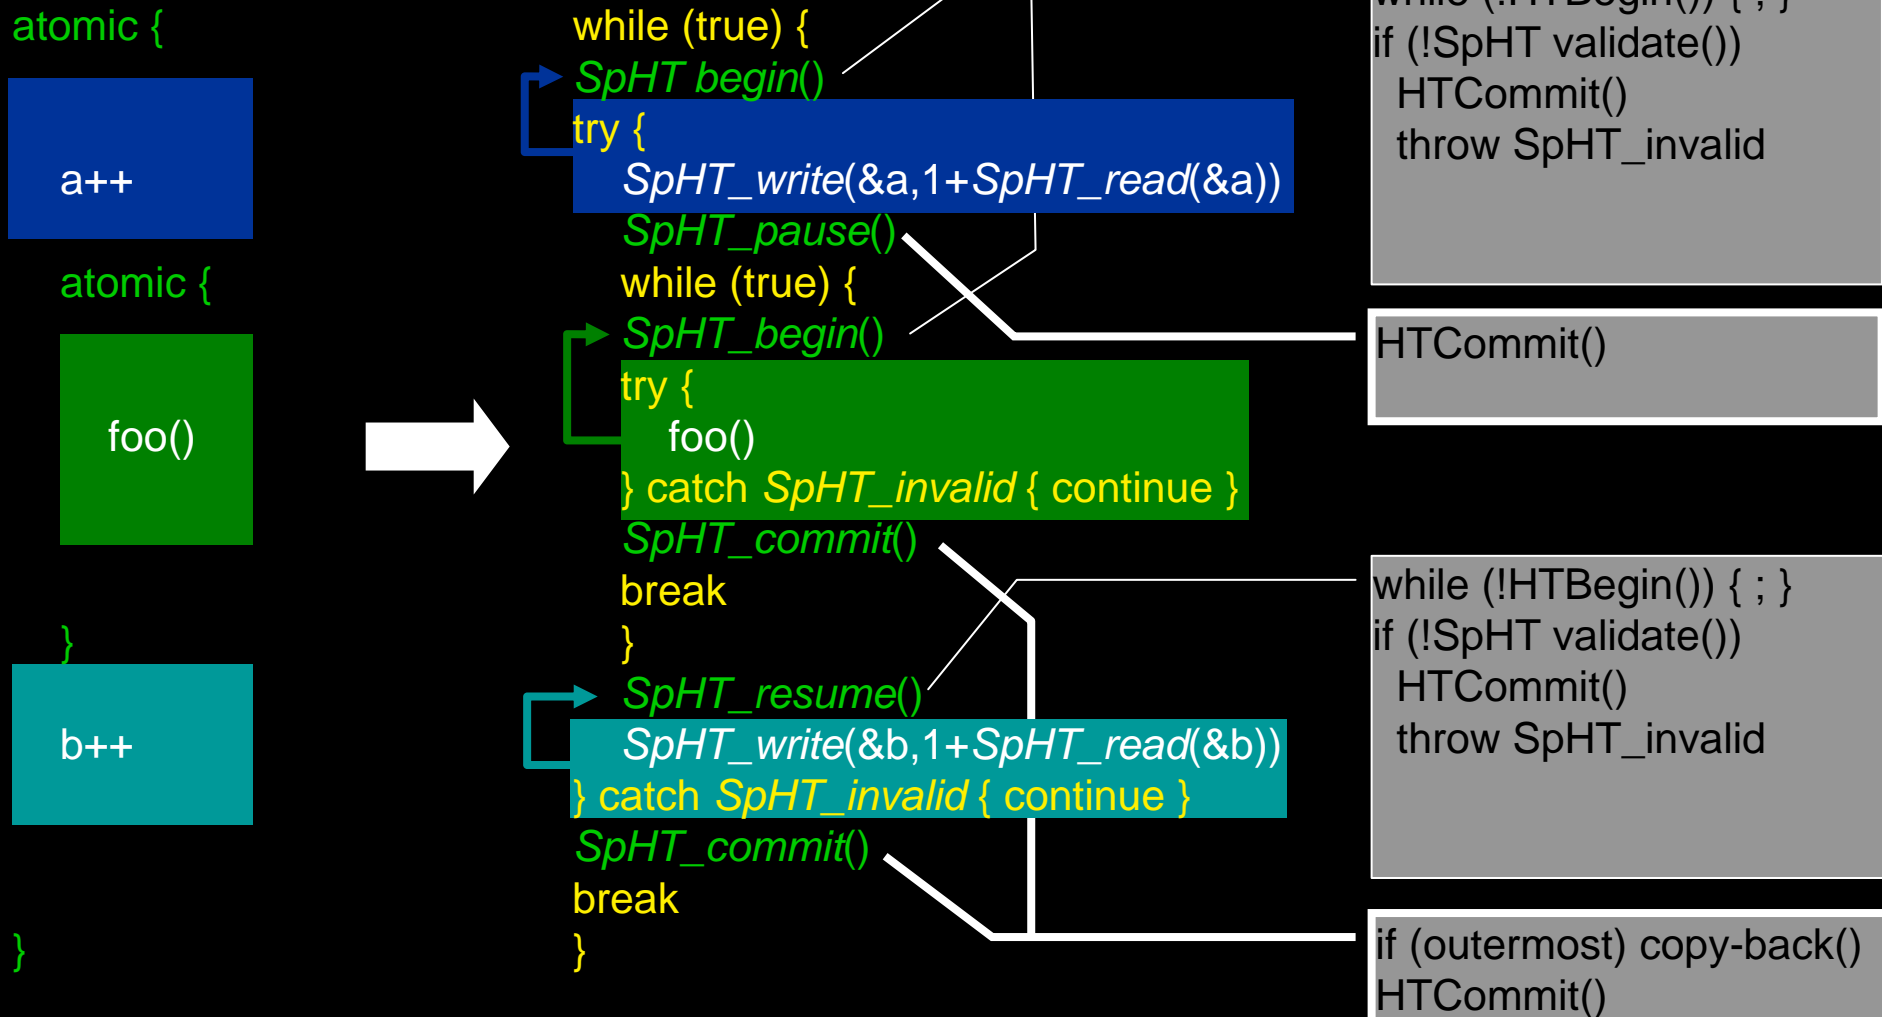 atomic {
a++
atomic {
foo()
}
b++
}
while (true) {
SpHT begin()
try {
SpHT_write(&a,1+SpHT_read(&a))
SpHT_pause()
while (true) {
SpHT_begin()
try {
foo()
} catch SpHT_invalid { continue }
SpHT_commit()
break
}
SpHT_resume()
SpHT_write(&b,1+SpHT_read(&b))
} catch SpHT_invalid { continue }
SpHT_commit()
break
}
while (!HTBegin()) { ; }
if (!SpHT validate())
HTCommit()
throw SpHT_invalid
HTCommit()
while (!HTBegin()) { ; }
if (!SpHT validate())
HTCommit()
throw SpHT_invalid
if (outermost) copy-back()
HTCommit()